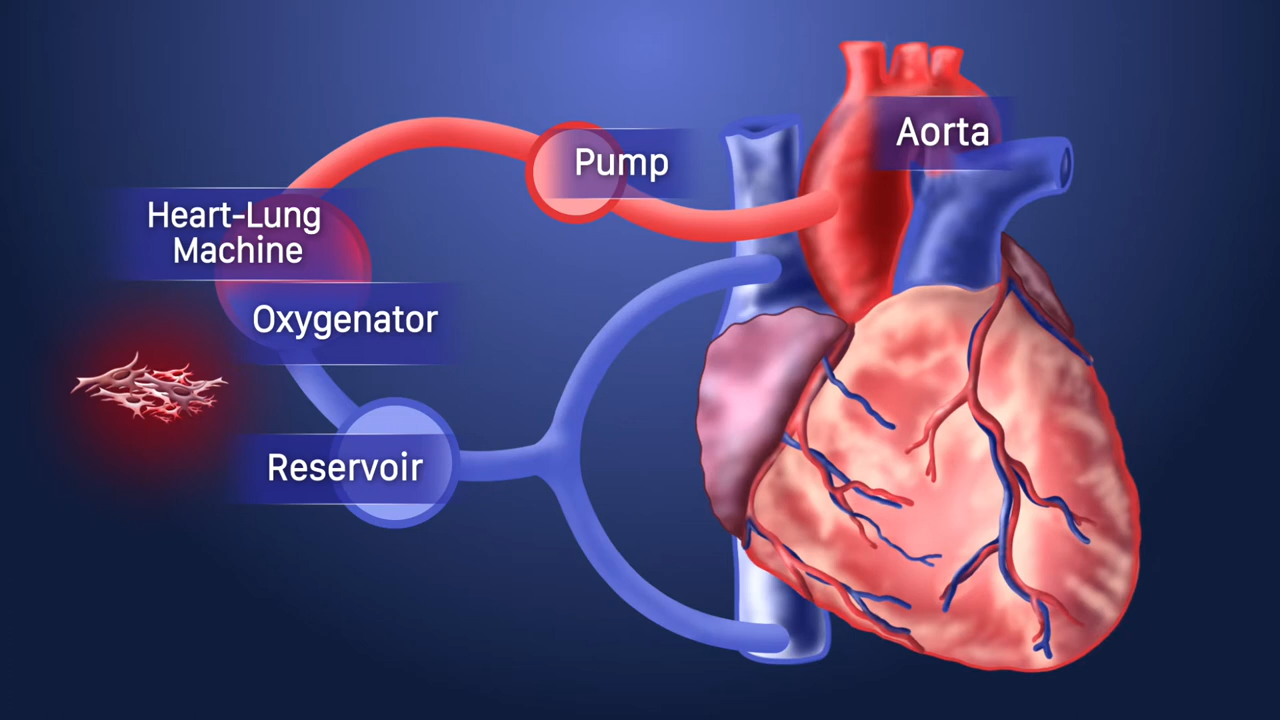 Aorta
Pump
Heart-Lung
Machine
Oxygenator
Reservoir